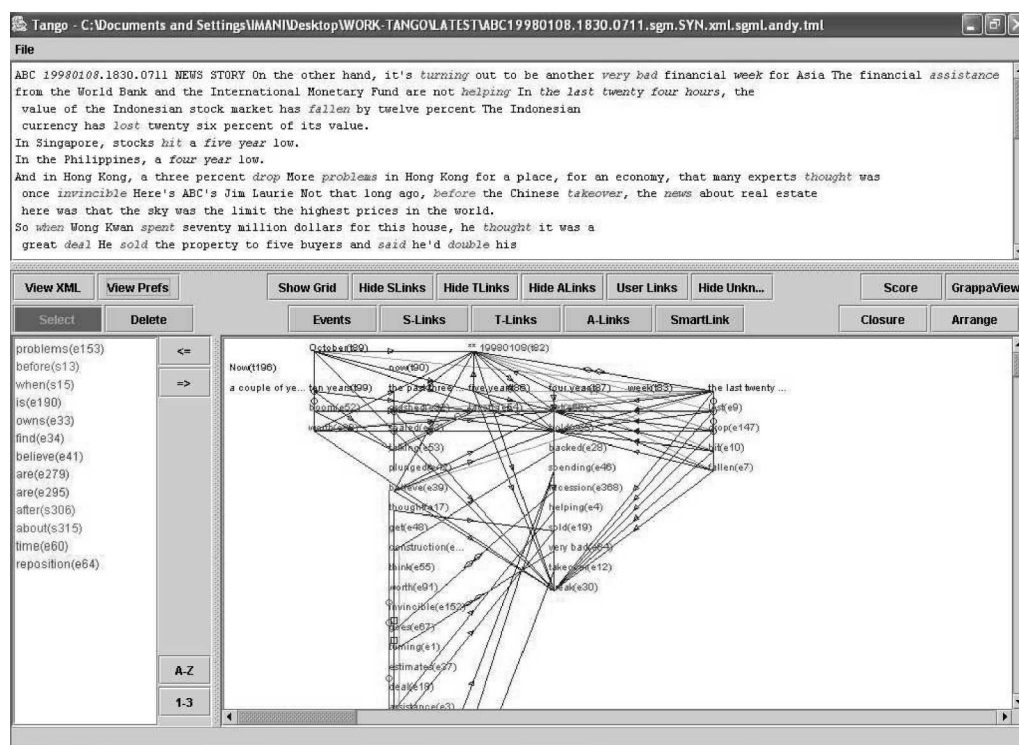 Tango - C:\Documents and Settings\IMANI\Desktop\WORK-TANGO\LATEST\ABC19980108.1830.0711.sgm.SYN.xml.sgml.andy.tml
File
ABC 19980108.1830.0711 NEWS STORY On the other hand, it's turning out to be another very bad financial week for Asia The financial assistance
from the World Bank and the International Monetary Fund are not helping In the last twenty four hours, the
value of the Indonesian stock market has fallen by twelve percent The Indonesian
currency has lost twenty six percent of its value.
In Singapore, stocks hit a five year low.
In the Philippines, a four year low.
And in Hong Kong, a three percent drop More problems in Hong Kong for a place, for an economy, that many experts thought was
once invincible Here's ABC's Jim Laurie Not that long ago, before the Chinese takeover, the news about real estate
here was that the sky was the limit the highest prices in the world.
So when Wong Kwan spent seventy million dollars for this house, he thought it was a
great deal He sold the property to five buyers and said he'd double his
View XML View Prefs Show Grid Hide SLinks Hide TLinks Hide ALinks User Links Hide Unkn... Score GrappaView
Select Delete Events S-Links T-Links A-Links SmartLink Closure Arrange
problems(e153)
before(s13)
when(s15)
is(e190)
owns(e33)
find(e34)
believe(e41)
are(e279)
are(e295)
after(s306)
about(s315)
time(e60)
reposition(e64)
<=
=>
A-Z
1-3
October(t89) ** 19980108(t82)
Now(t196) now(t90)
a couple of ye... ten years(t99) the past three ... five year(t86) four year(t87) week(t83) the last twenty ...
boom(e52) lost(e9)
drop(e147)
talking(e53) backed(e28) hit(e10)
plunged spending(e46) fallen(e7)
believe(e39) recession(e368)
thought(e17) helping(e4)
get(e48) sold(e19)
construction(e... very bad
think(e55) takeover(e12)
worth(e91) weak(e30)
invincible(e152)
goes(e67)
turning(e1)
estimated(e37)
deal(e18)
assistance(e3)